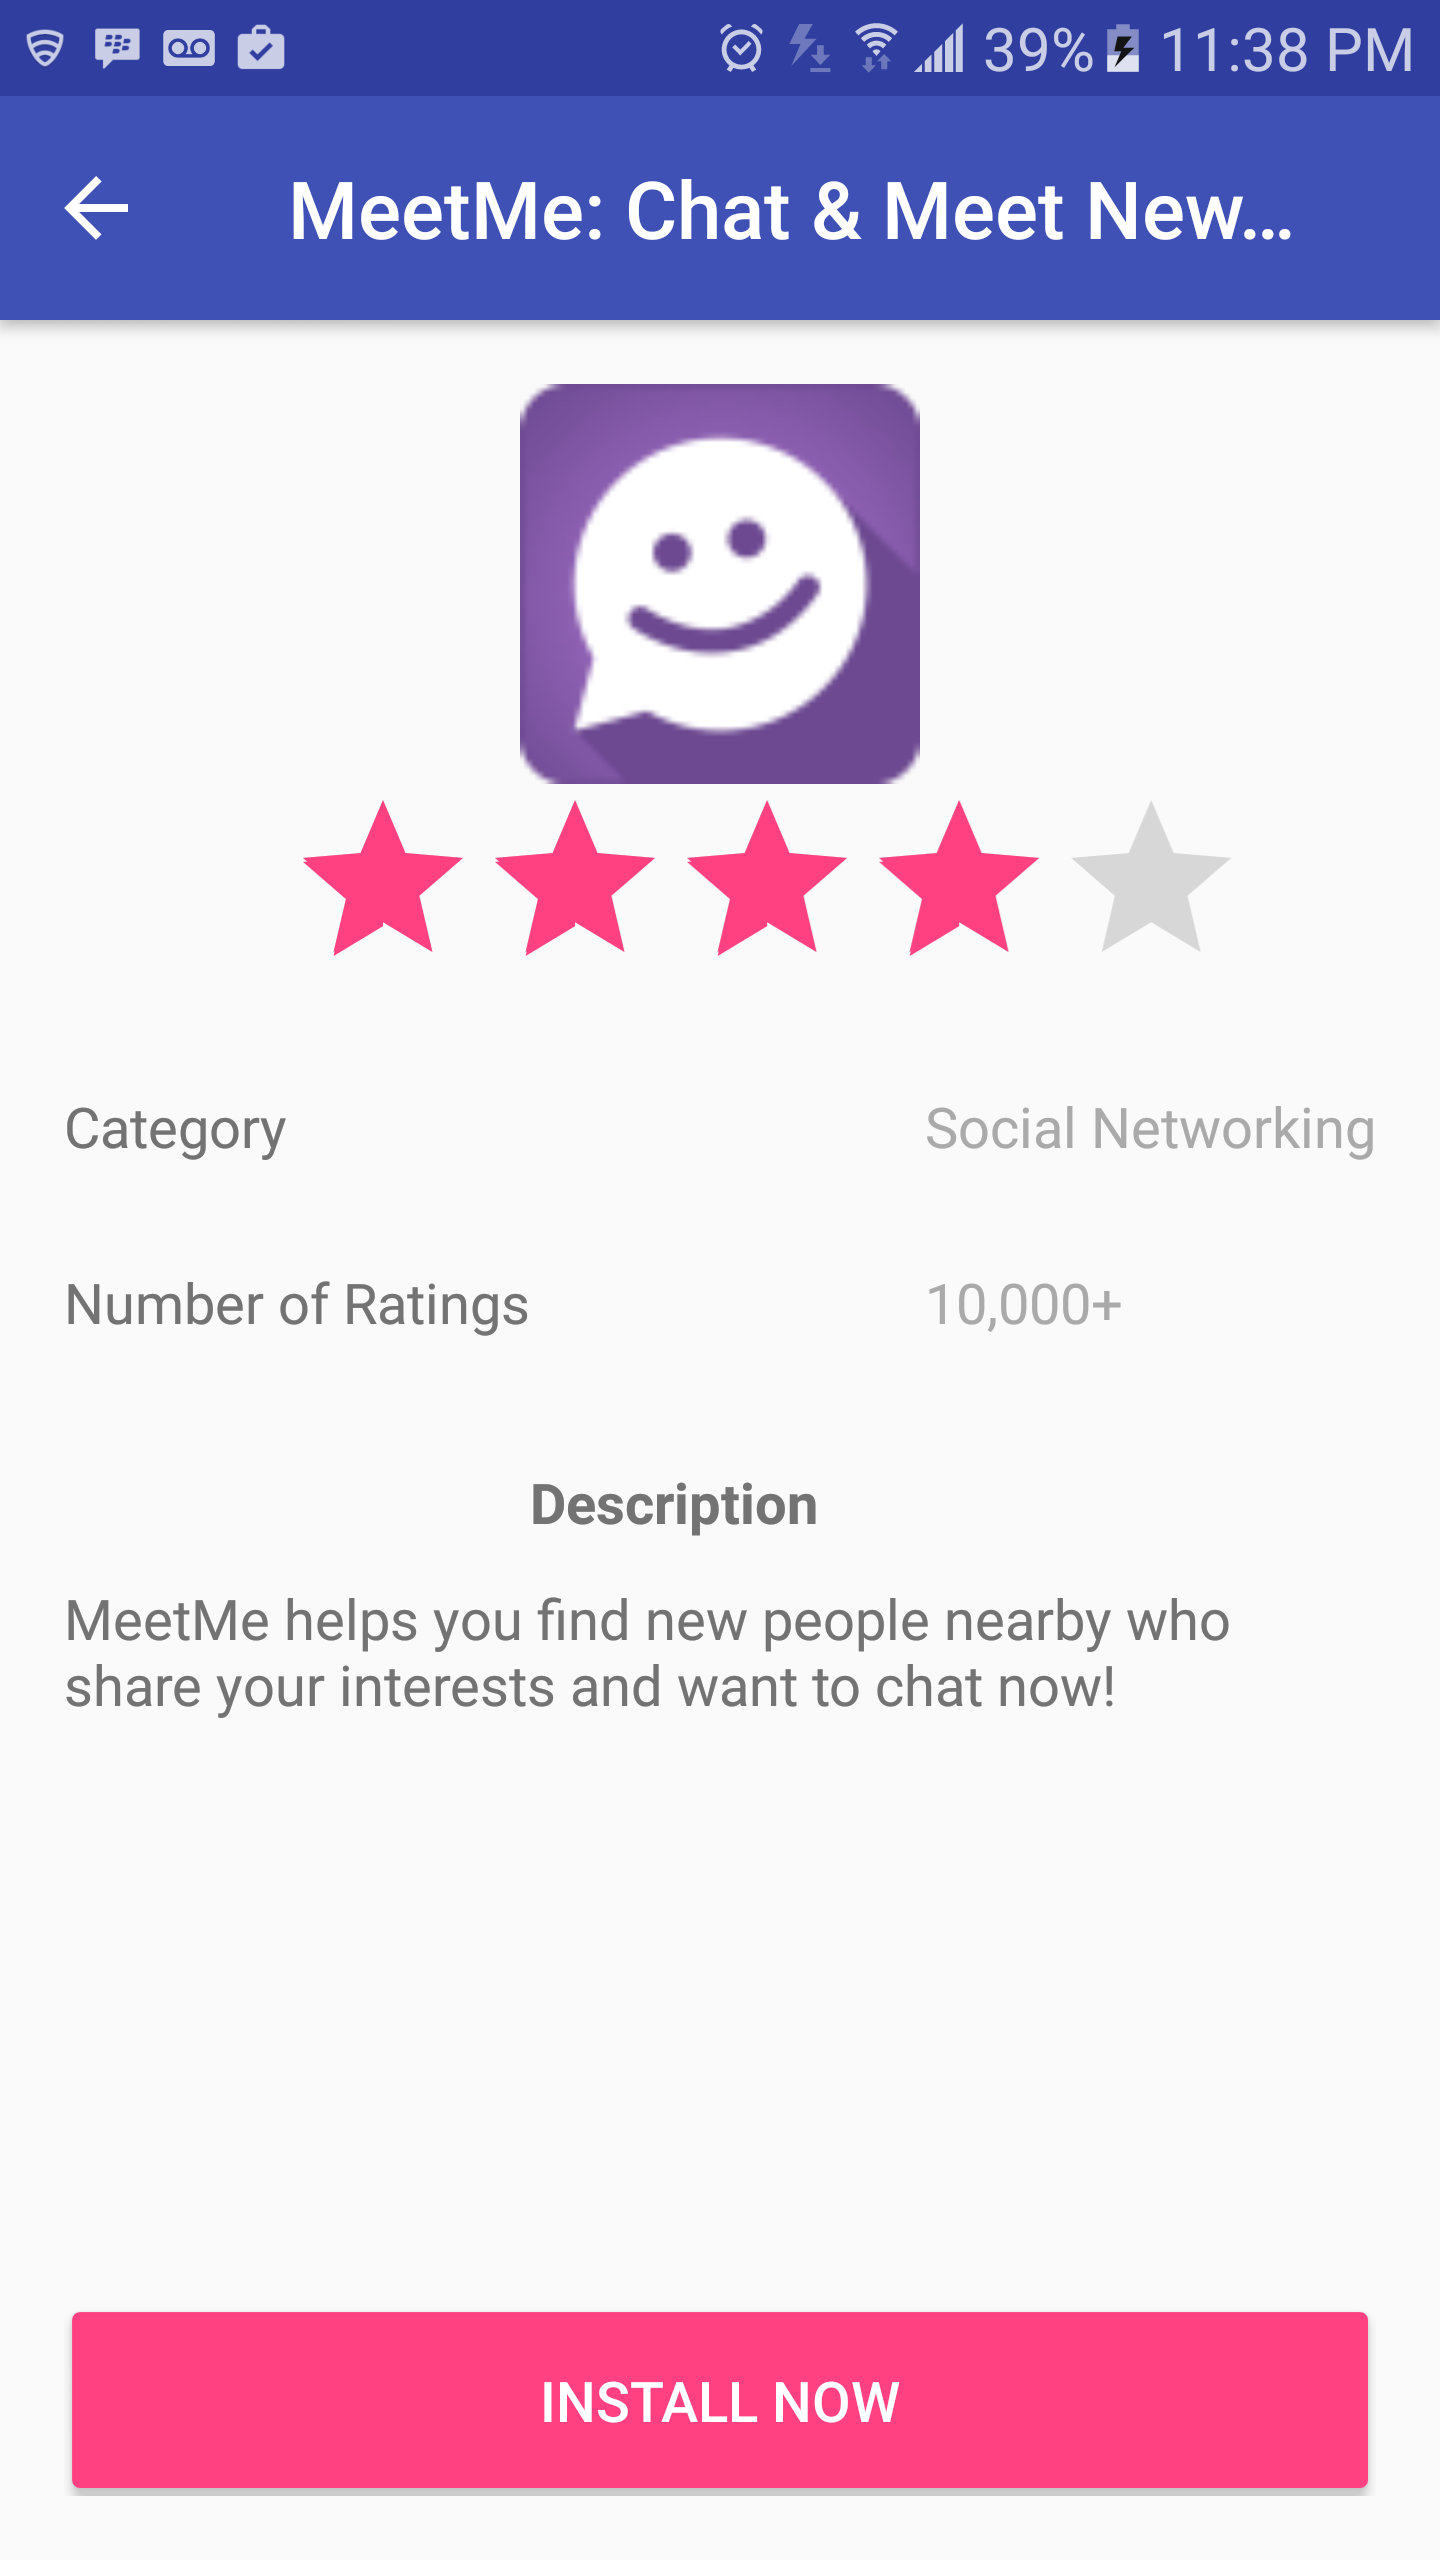 39% 11:38 PM
MeetMe: Chat & Meet New...
Category Social Networking
Number of Ratings 10,000+
Description
MeetMe helps you find new people nearby who
share your interests and want to chat now!
INSTALL NOW